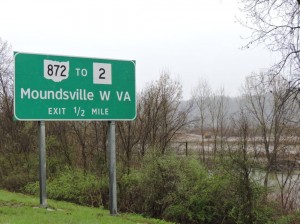 872 TO 2
Moundsville W VA
EXIT 1/2 MILE